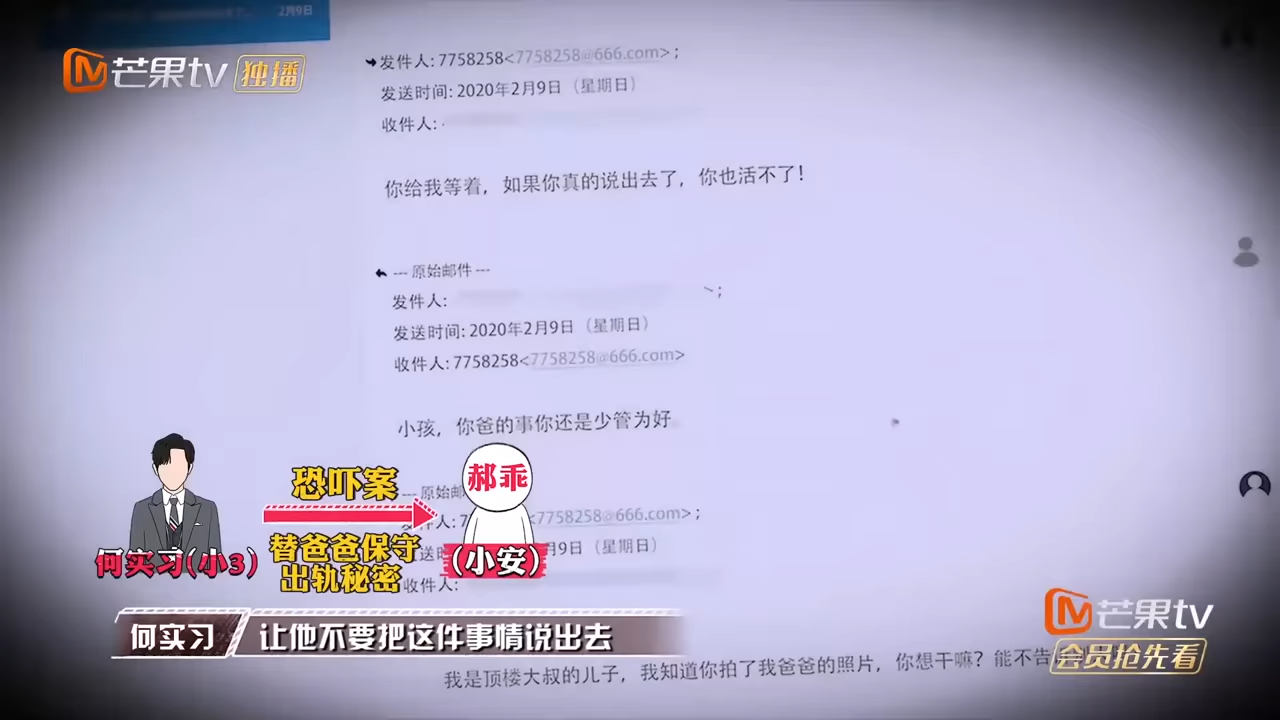 2月9日
芒果tv 独播
发件人: 7758258<7758258@666.com>;
发送时间: 2020年2月9日（星期日）
收件人:
你给我等着，如果你真的说出去了，你也活不了!
--- 原始邮件 ---
发件人:
发送时间: 2020年2月9日（星期日）
收件人: 7758258<7758258@666.com>
小孩，你爸的事你还是少管为好
--- 原始
件人: 7 7758258@666.com>;
月9日（星期日）
收件人:
恐吓案
郝乖
替爸爸保守
出轨秘密
何实习(小3)
(小安)
何实习
让他不要把这件事情说出去
芒果tv
会员抢先看
我是顶楼大叔的儿子，我知道你拍了我爸爸的照片，你想干嘛？能不告